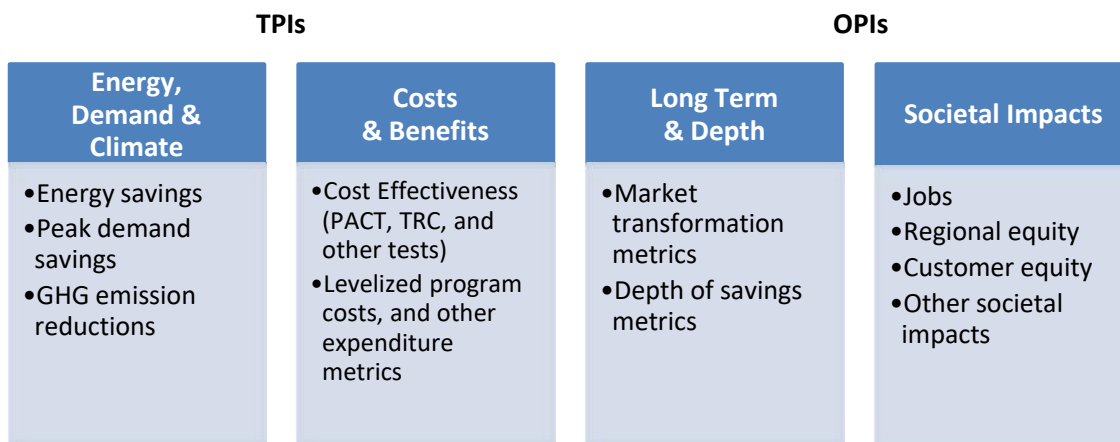 TPIs
OPIs
Energy,
Demand &
Climate
•Energy savings
•Peak demand
savings
•GHG emission
reductions
Costs
& Benefits
•Cost Effectiveness
(PACT, TRC, and
other tests)
•Levelized program
costs, and other
expenditure
metrics
Long Term
& Depth
•Market
transformation
metrics
•Depth of savings
metrics
Societal Impacts
•Jobs
•Regional equity
•Customer equity
•Other societal
impacts